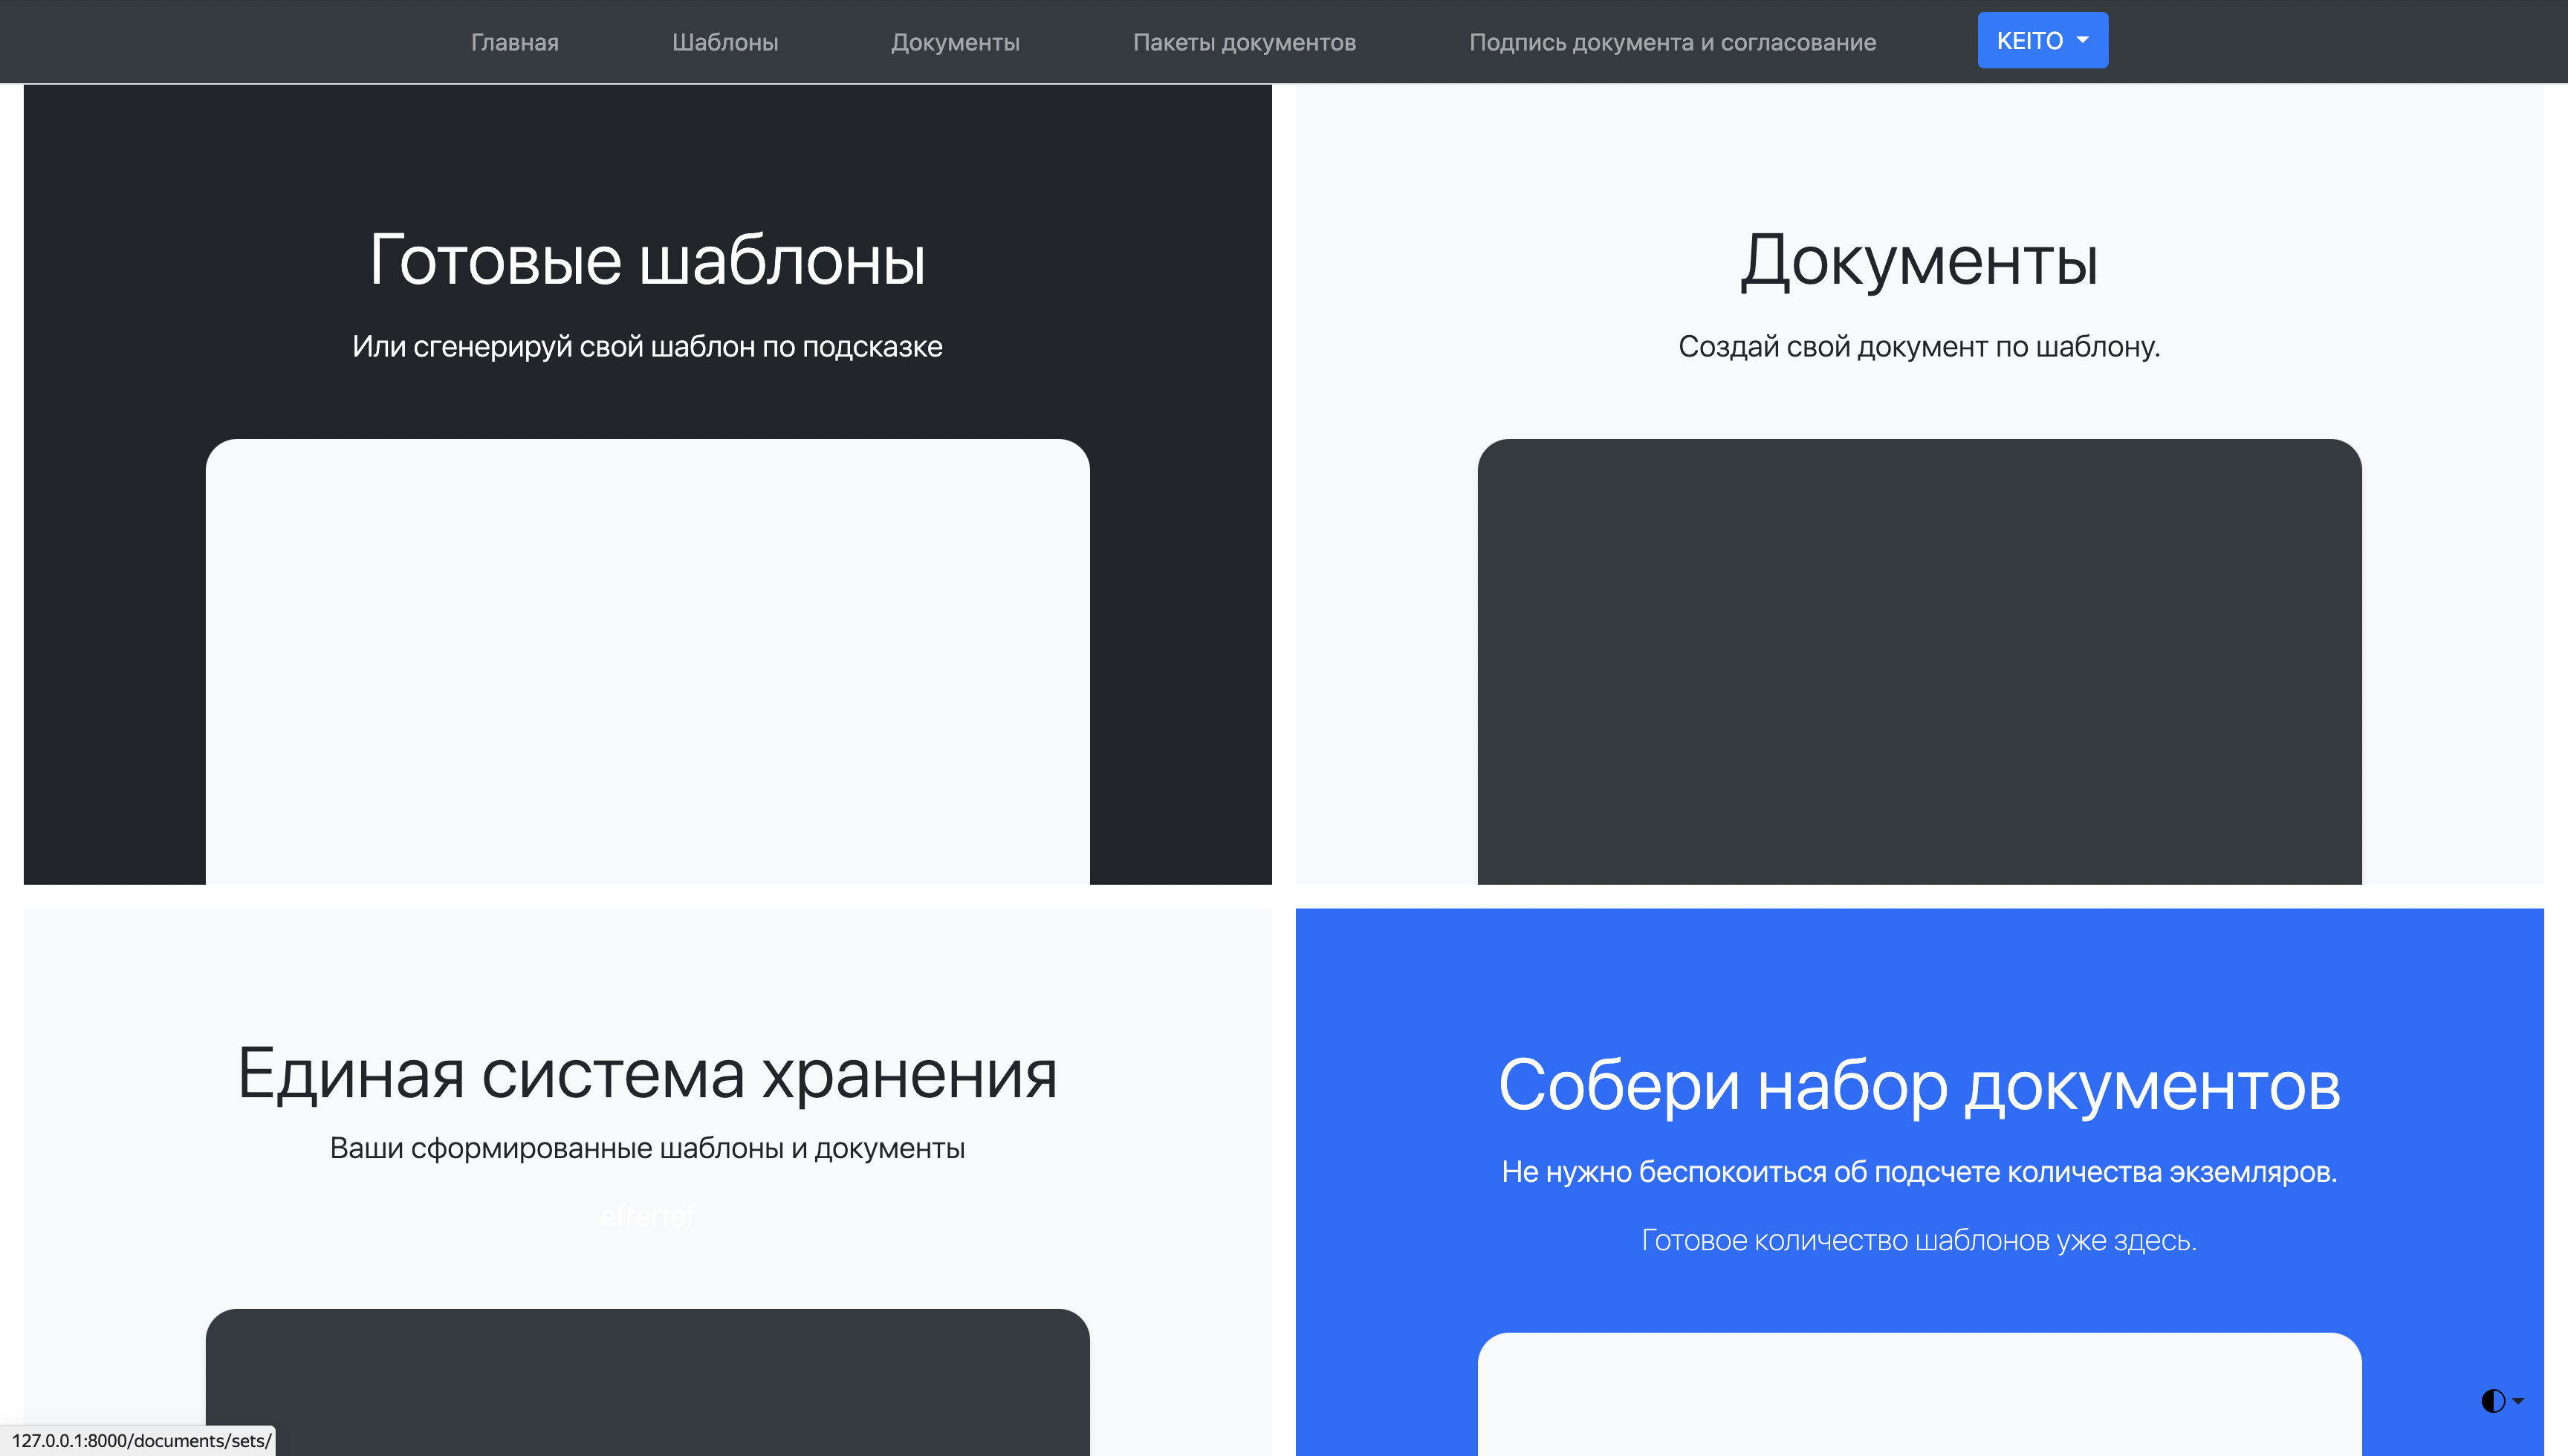 Главная Шаблоны Документы Пакеты документов Подпись документа и согласование KEITO
Готовые шаблоны
Или сгенерируй свой шаблон по подсказке
Документы
Создай свой документ по шаблону.
Единая система хранения
Ваши сформированные шаблоны и документы
efrerfef
Собери набор документов
Не нужно беспокоиться об подсчете количества экземляров.
Готовое количество шаблонов уже здесь.
127.0.0.1:8000/documents/sets/